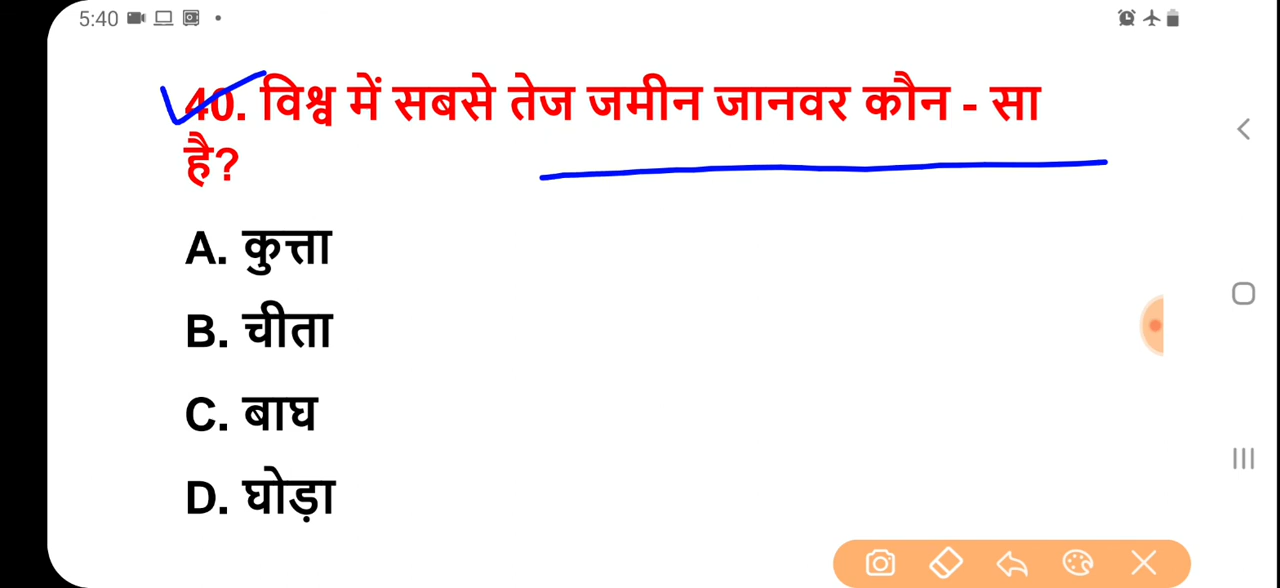 5:40
40. विश्व में सबसे तेज जमीन जानवर कौन - सा
है?
A. कुत्ता
B. चीता
C. बाघ
D. घोड़ा